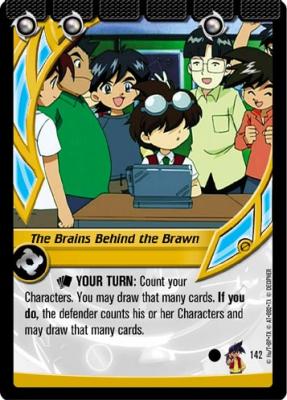 The Brains Behind the Brawn
YOUR TURN: Count your
Characters. You may draw that many cards. If you
do, the defender counts his or her Characters and
may draw that many cards.
142